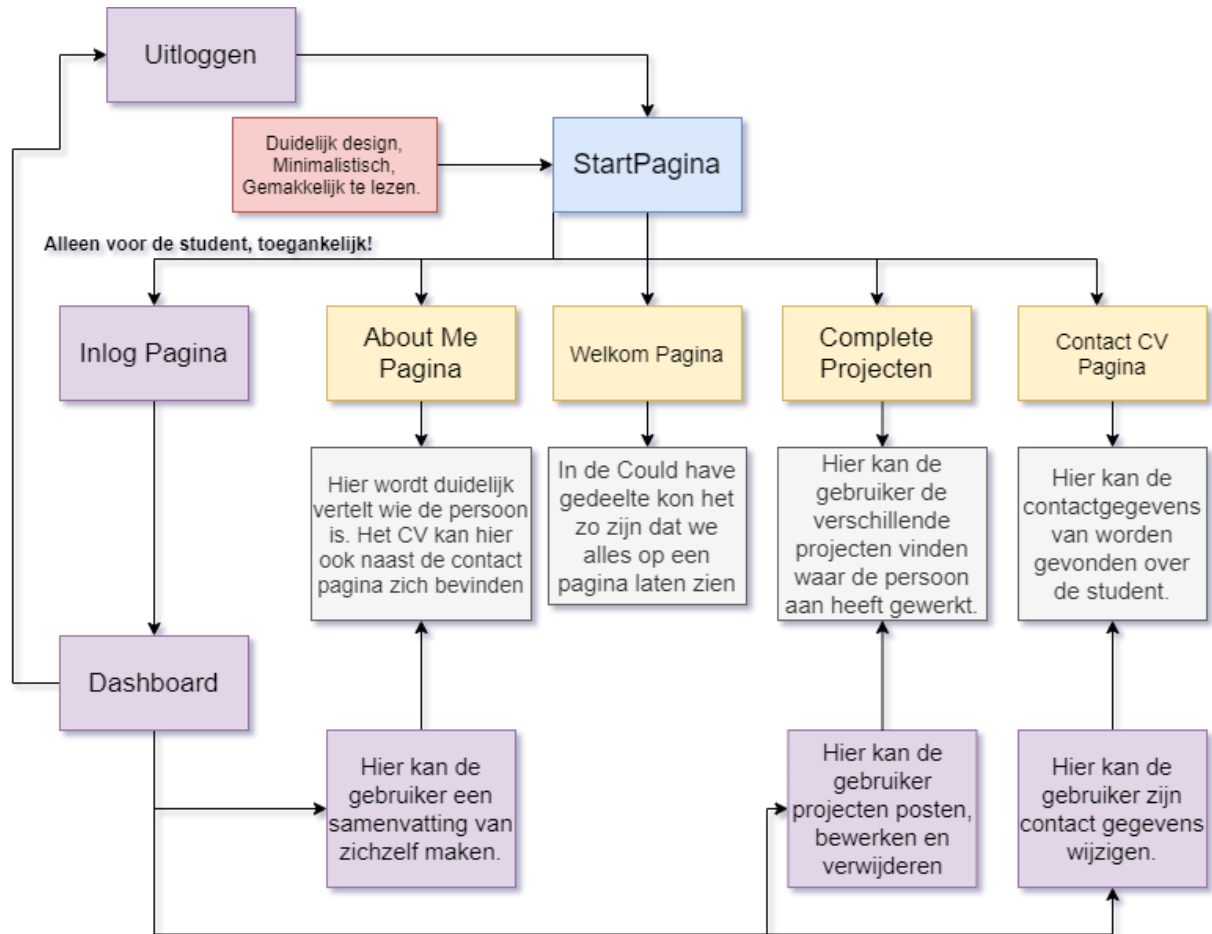 Uitloggen
Duidelijk design,
Minimalistisch,
Gemakkelijk te lezen.
StartPagina
Alleen voor de student, toegankelijk!
Inlog Pagina
About Me
Pagina
Welkom Pagina
Complete
Projecten
Contact CV
Pagina
Hier wordt duidelijk
vertelt wie de persoon
is. Het CV kan hier
ook naast de contact
pagina zich bevinden
In de Could have
gedeelte kon het
zo zijn dat we
alles op een
pagina laten zien
Hier kan de
gebruiker de
verschillende
projecten vinden
waar de persoon
aan heeft gewerkt.
Hier kan de
contactgegevens
van worden
gevonden over
de student.
Dashboard
Hier kan de
gebruiker een
samenvatting van
zichzelf maken.
Hier kan de
gebruiker
projecten posten,
bewerken en
verwijderen
Hier kan de
gebruiker zijn
contact gegevens
wijzigen.